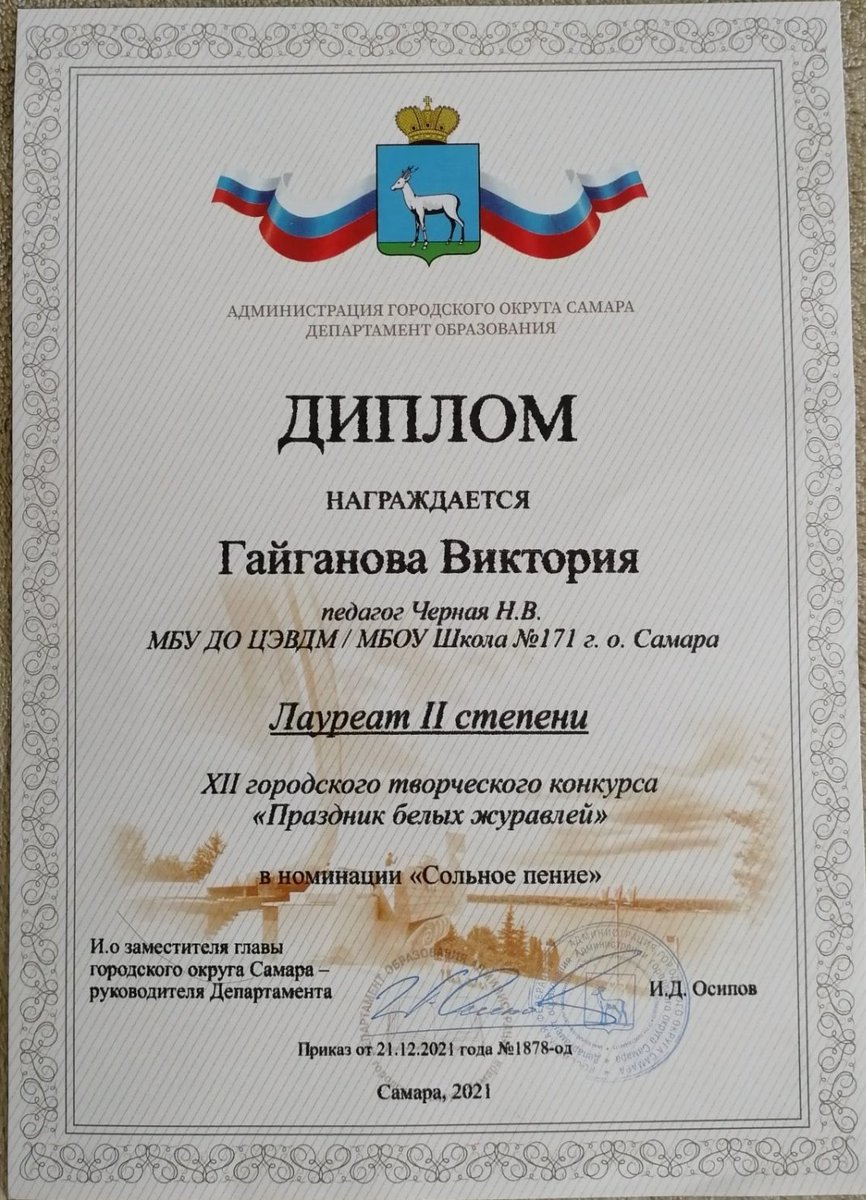 АДМИНИСТРАЦИЯ ГОРОДСКОГО ОКРУГА САМАРА
ДЕПАРТАМЕНТ ОБРАЗОВАНИЯ
ДИПЛОМ
НАГРАЖДАЕТСЯ
Гайганова Виктория
педагог Черная Н.В.
МБУ ДО ЦЭВДМ / МБОУ Школа №171 г. о. Самара
Лауреат II степени
XII городского творческого конкурса
«Праздник белых журавлей»
в номинации «Сольное пение»
И.о заместителя главы
городского округа Самара –
руководителя Департамента
И.Д. Осипов
Приказ от 21.12.2021 года №1878-од
Самара, 2021